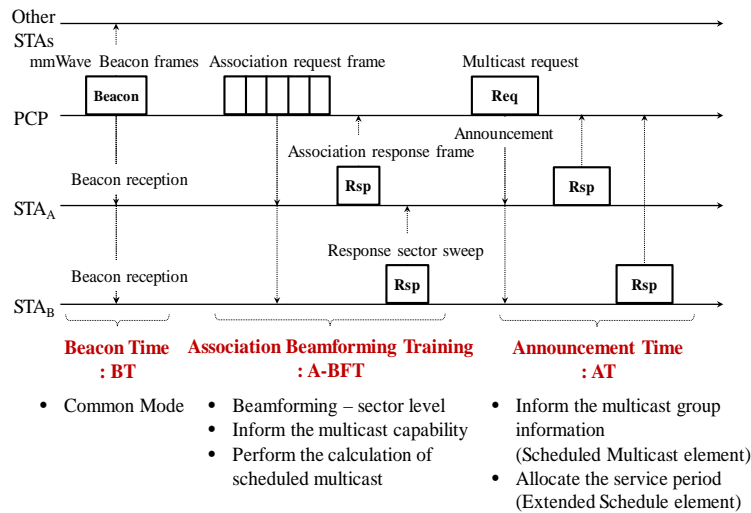 Other
STAs
mmWave Beacon frames
Association request frame
Multicast request
Beacon
Req
PCP
Announcement
Association response frame
Beacon reception
Rsp
Rsp
STA_A
Response sector sweep
Beacon reception
Rsp
Rsp
STA_B
Beacon Time
: BT
Association Beamforming Training
: A-BFT
Announcement Time
: AT
• Common Mode
• Beamforming – sector level
• Inform the multicast capability
• Perform the calculation of
scheduled multicast
• Inform the multicast group
information
(Scheduled Multicast element)
• Allocate the service period
(Extended Schedule element)